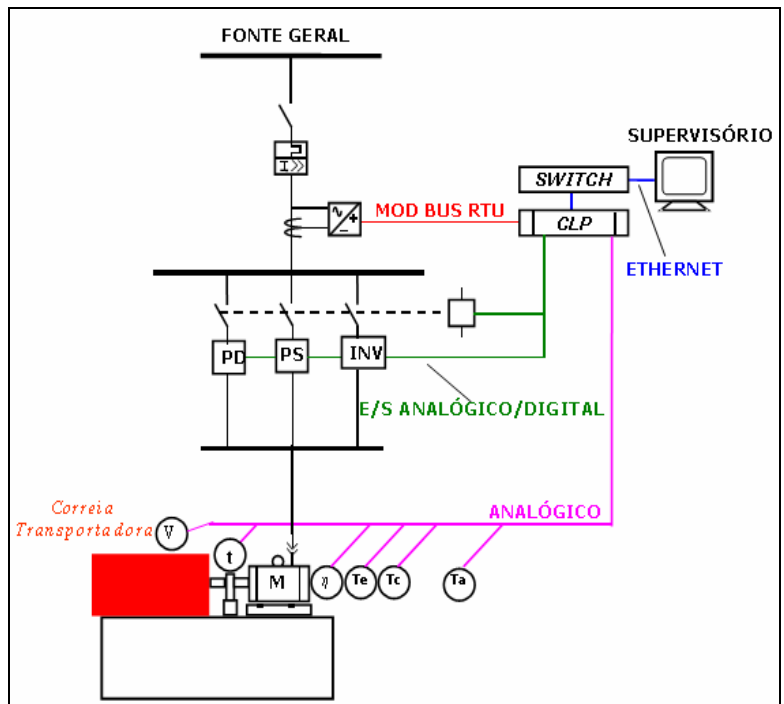 FONTE GERAL
SUPERVISÓRIO
I>>
SWITCH
MOD BUS RTU
CLP
ETHERNET
PD
PS
INV
E/S ANALÓGICO/DIGITAL
Correia
Transportadora
V
ANALÓGICO
t
M
η
Te
Tc
Ta